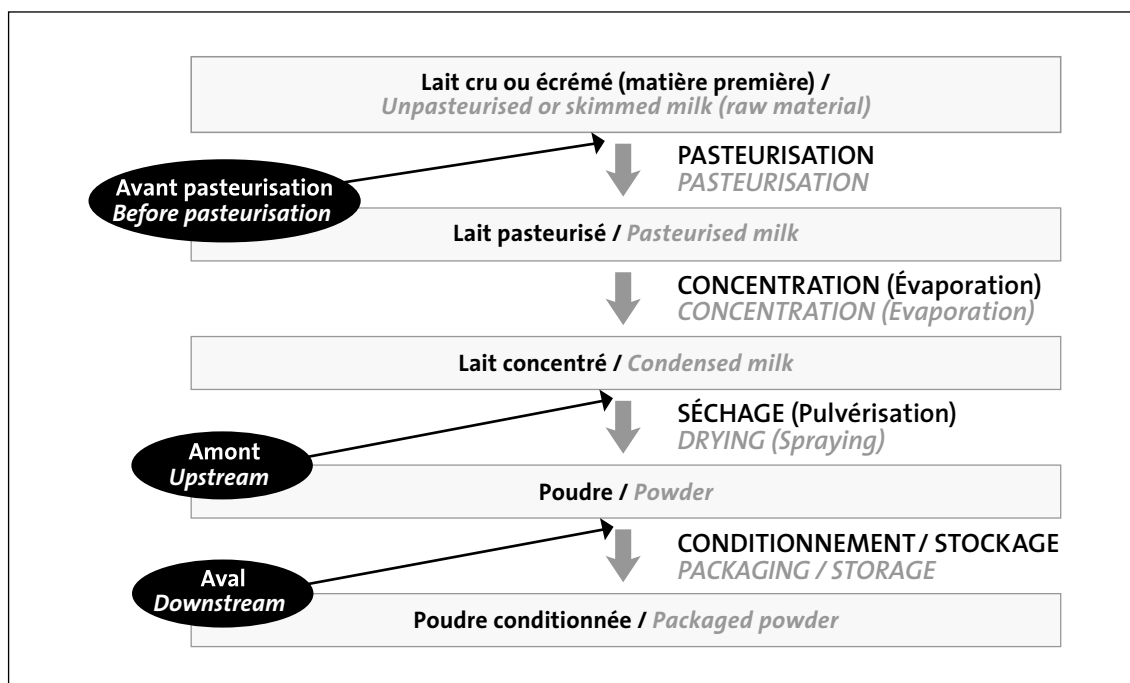 Lait cru ou écrémé (matière première) /
Unpasteurised or skimmed milk (raw material)
PASTEURISATION
PASTEURISATION
Avant pasteurisation
Before pasteurisation
Lait pasteurisé / Pasteurised milk
CONCENTRATION (Évaporation)
CONCENTRATION (Evaporation)
Lait concentré / Condensed milk
SÉCHAGE (Pulvérisation)
DRYING (Spraying)
Amont
Upstream
Poudre / Powder
CONDITIONNEMENT / STOCKAGE
PACKAGING / STORAGE
Aval
Downstream
Poudre conditionnée / Packaged powder